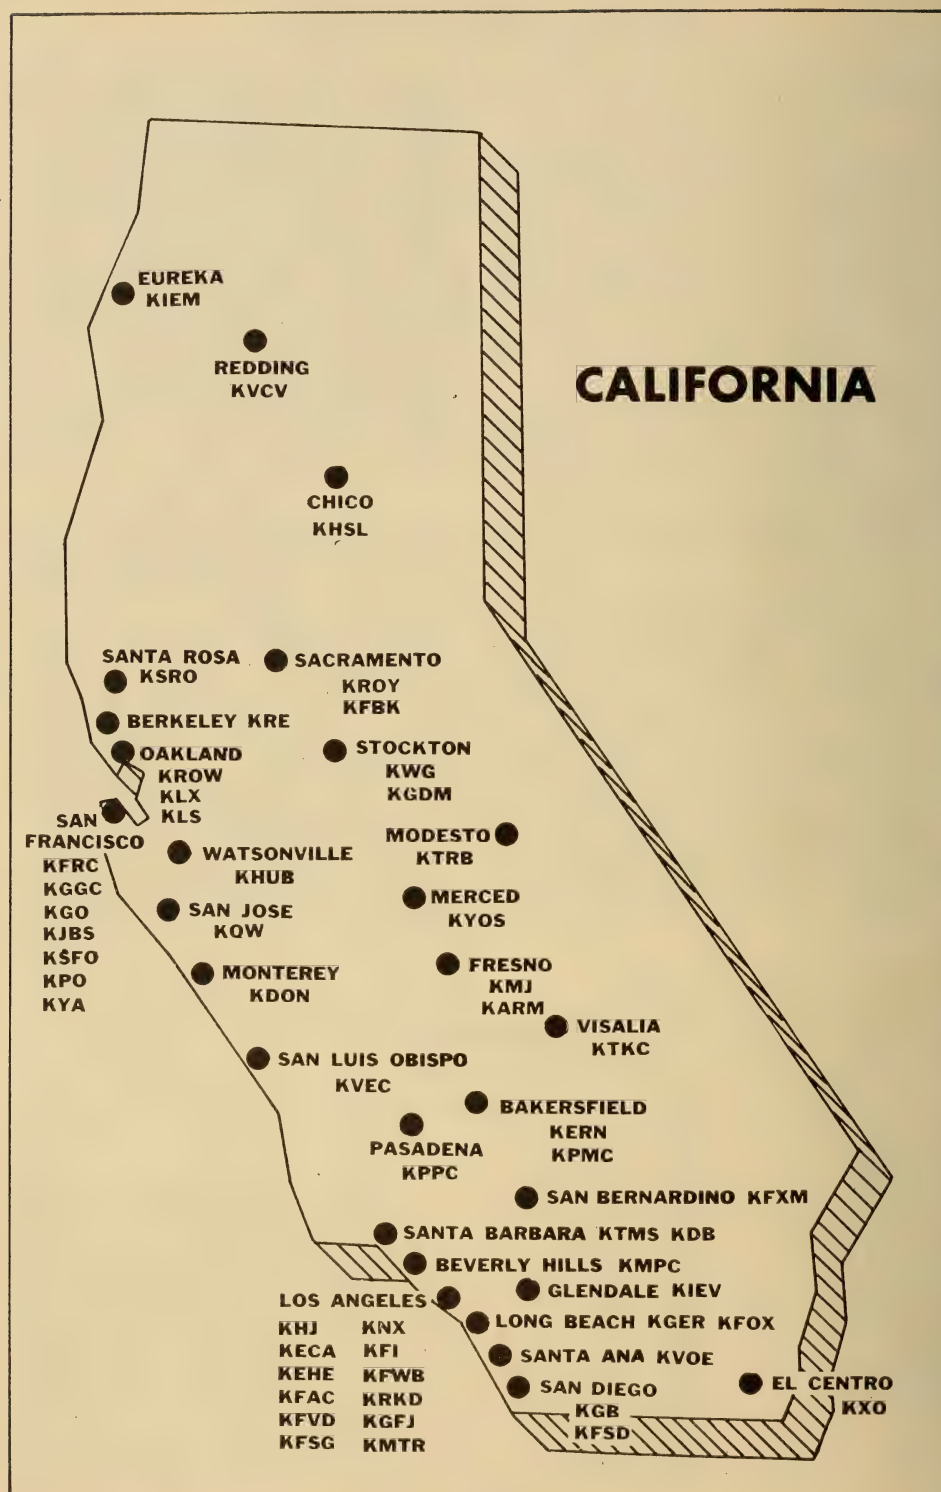 CALIFORNIA
EUREKA
KIEM
REDDING
KVCV
CHICO
KHSL
SANTA ROSA
KSRO
SACRAMENTO
KROY
KFBK
BERKELEY KRE
OAKLAND
KROW
KLX
KLS
STOCKTON
KWG
KGDM
SAN
FRANCISCO
KFRC
KGGC
KGO
KJBS
KSFO
KPO
KYA
MODESTO
KTRB
WATSONVILLE
KHUB
MERCED
KYOS
SAN JOSE
KQW
MONTEREY
KDON
FRESNO
KMJ
KARM
VISALIA
KTKC
SAN LUIS OBISPO
KVEC
BAKERSFIELD
KERN
KPMC
PASADENA
KPPC
SAN BERNARDINO KFXM
SANTA BARBARA KTMS KDB
BEVERLY HILLS KMPC
GLENDALE KIEV
LOS ANGELES
KHJ KNX
KECA KFI
KEHE KFWB
KFAC KRKD
KFVD KGFJ
KFSG KMTR
LONG BEACH KGER KFOX
SANTA ANA KVOE
SAN DIEGO
KGB
KFSD
EL CENTRO
KXO